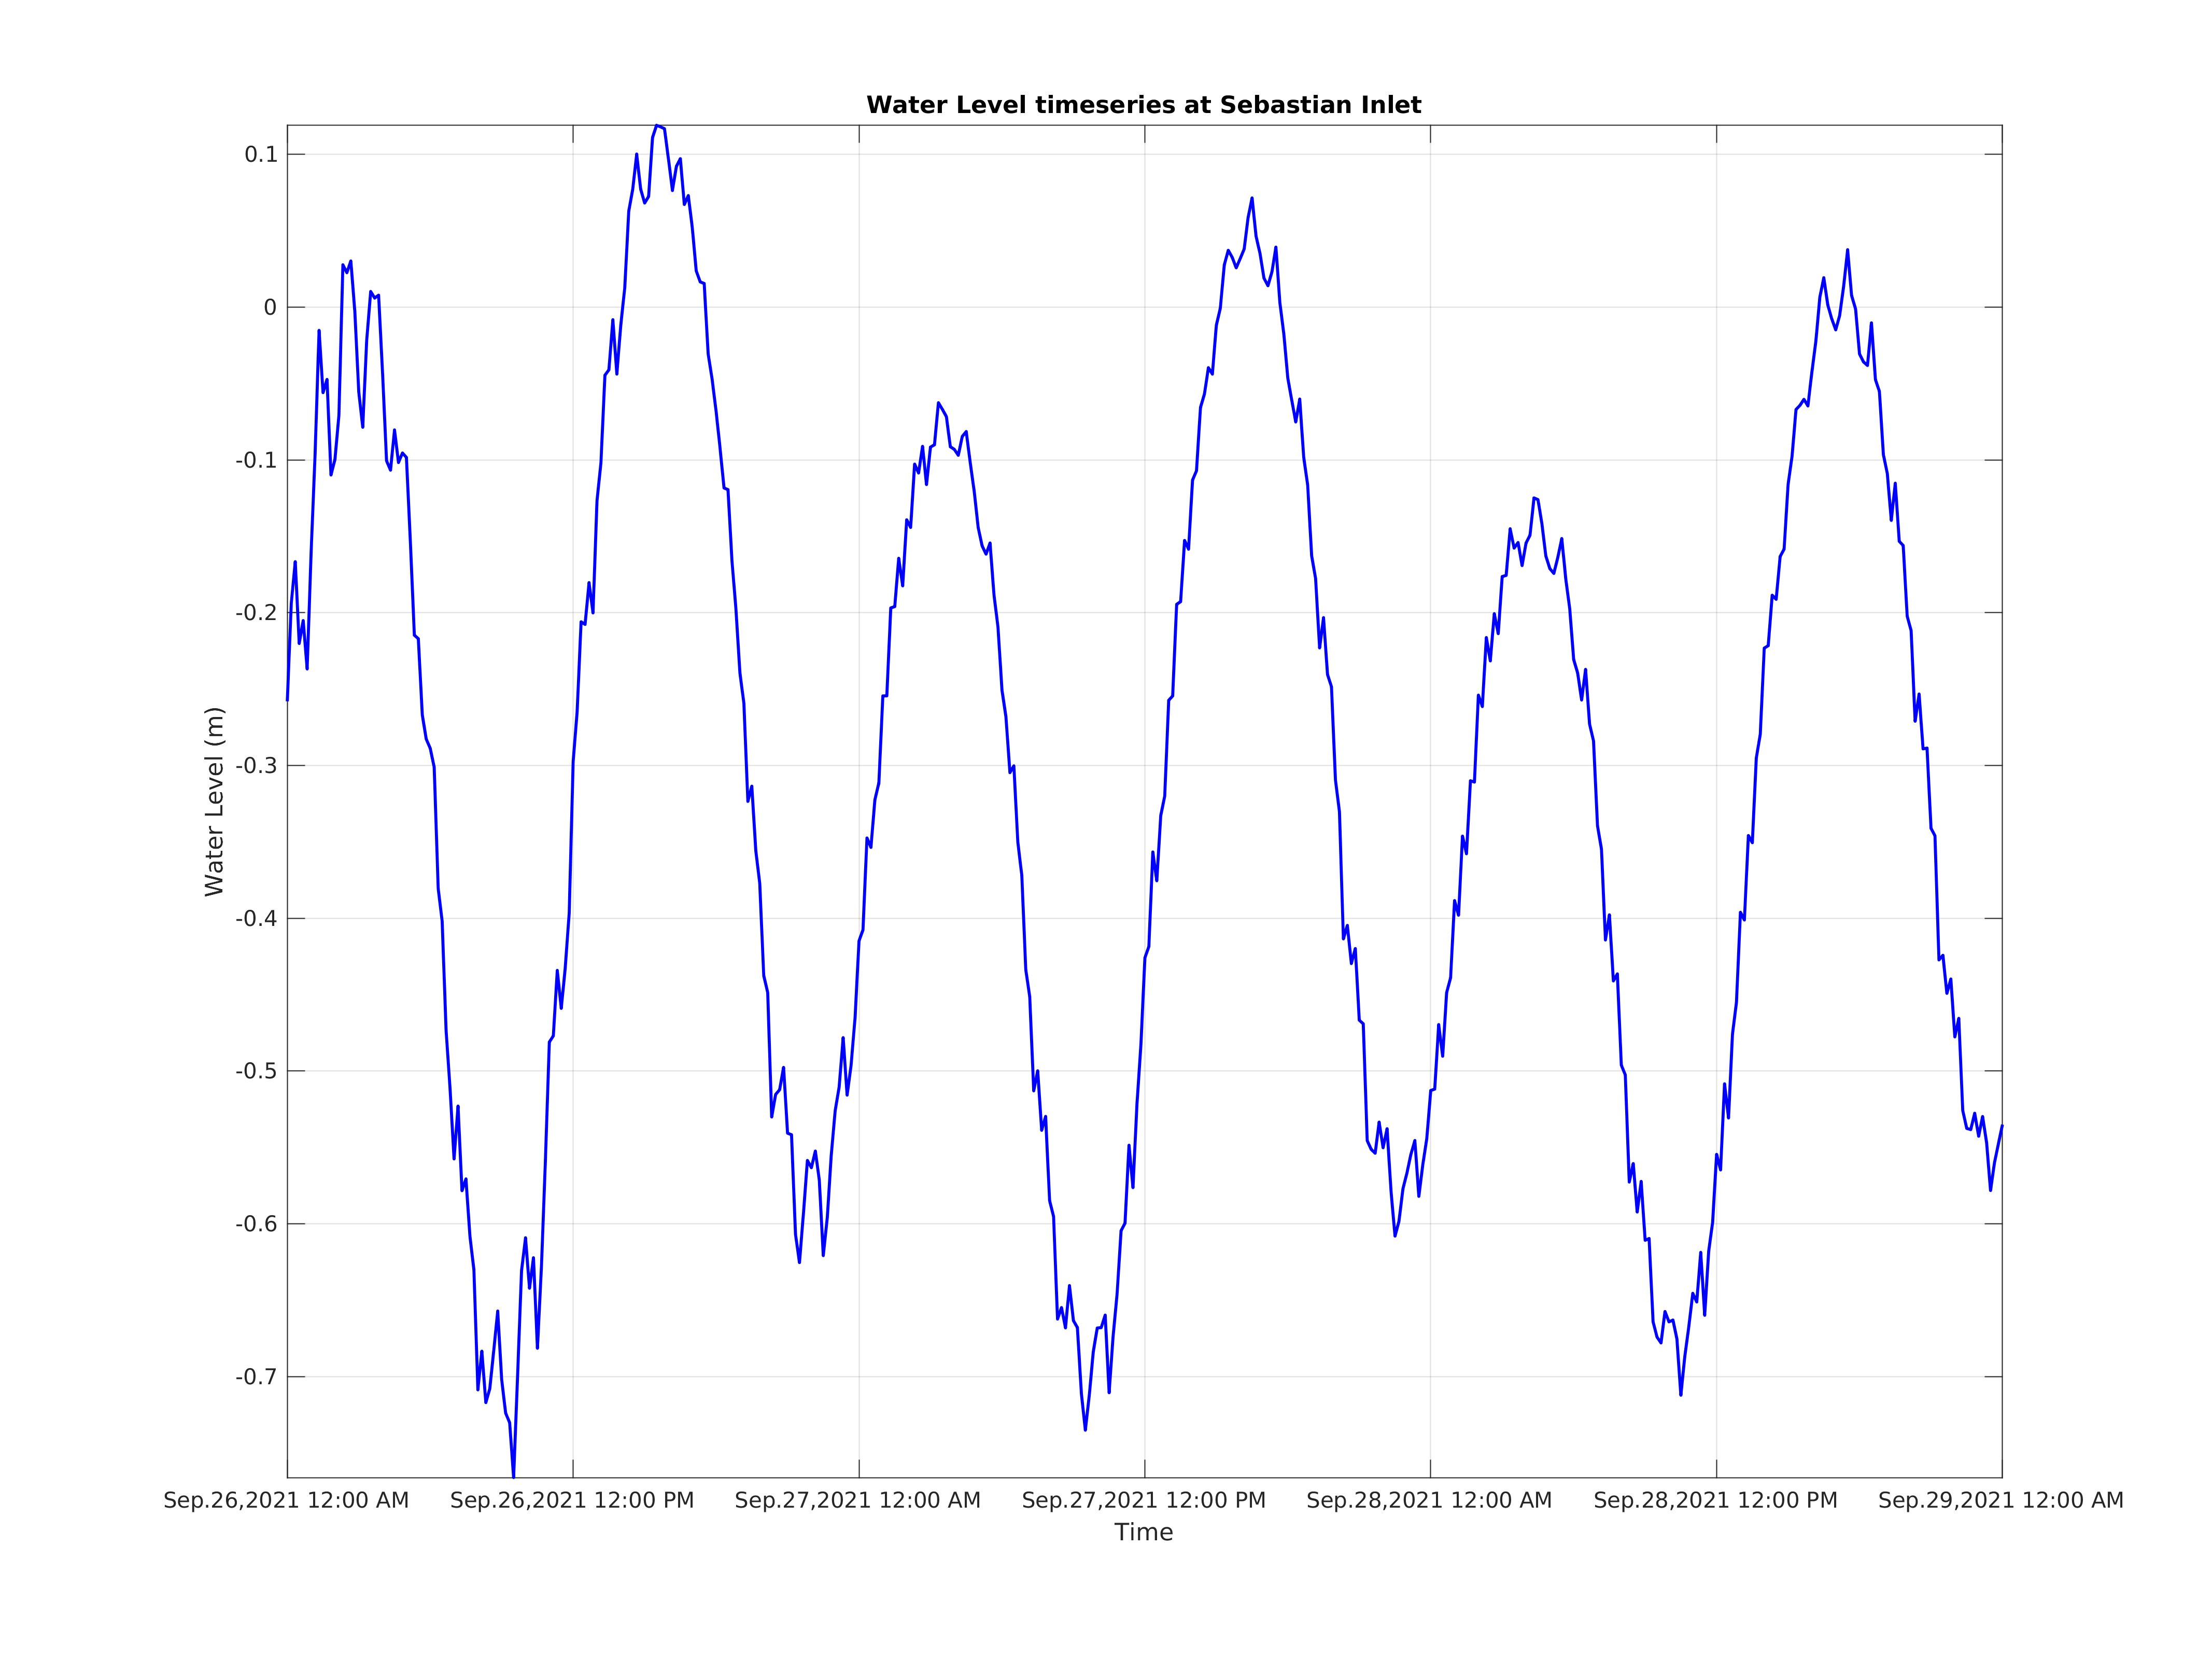 Water Level timeseries at Sebastian Inlet
0.1
0
-0.1
-0.2
-0.3
-0.4
-0.5
-0.6
-0.7
Water Level (m)
Sep.26,2021 12:00 AM Sep.26,2021 12:00 PM Sep.27,2021 12:00 AM Sep.27,2021 12:00 PM Sep.28,2021 12:00 AM Sep.28,2021 12:00 PM Sep.29,2021 12:00 AM
Time